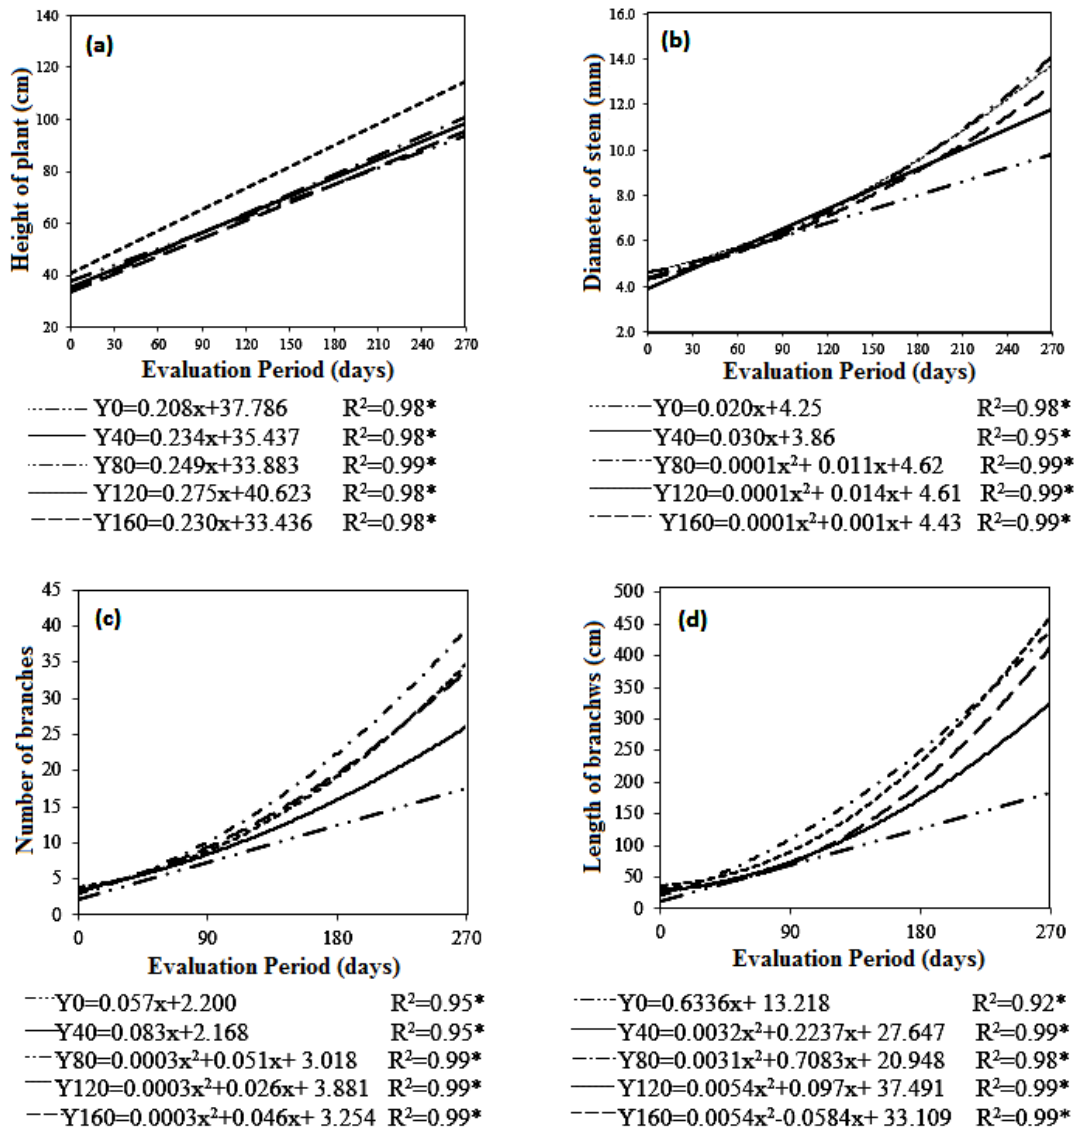 (a)
Height of plant (cm)
140
120
100
80
60
40
20
0 30 60 90 120 150 180 210 240 270
Evaluation Period (days)
Y0=0.208x+37.786 R²=0.98*
Y40=0.234x+35.437 R²=0.98*
Y80=0.249x+33.883 R²=0.99*
Y120=0.275x+40.623 R²=0.98*
Y160=0.230x+33.436 R²=0.98*
(b)
Diameter of stem (mm)
16.0
14.0
12.0
10.0
8.0
6.0
4.0
2.0
0 30 60 90 120 150 180 210 240 270
Evaluation Period (days)
Y0=0.020x+4.25 R²=0.98*
Y40=0.030x+3.86 R²=0.95*
Y80=0.0001x²+ 0.011x+4.62 R²=0.99*
Y120=0.0001x²+ 0.014x+ 4.61 R²=0.99*
Y160=0.0001x²+0.001x+ 4.43 R²=0.99*
(c)
Number of branches
45
40
35
30
25
20
15
10
5
0
0 90 180 270
Evaluation Period (days)
Y0=0.057x+2.200 R²=0.95*
Y40=0.083x+2.168 R²=0.95*
Y80=0.0003x²+0.051x+ 3.018 R²=0.99*
Y120=0.0003x²+0.026x+ 3.881 R²=0.99*
Y160=0.0003x²+0.046x+ 3.254 R²=0.99*
(d)
Length of branchws (cm)
500
450
400
350
300
250
200
150
100
50
0
0 90 180 270
Evaluation Period (days)
Y0=0.6336x+ 13.218 R²=0.92*
Y40=0.0032x²+0.2237x+ 27.647 R²=0.99*
Y80=0.0031x²+0.7083x+ 20.948 R²=0.98*
Y120=0.0054x²+0.097x+ 37.491 R²=0.99*
Y160=0.0054x²-0.0584x+ 33.109 R²=0.99*